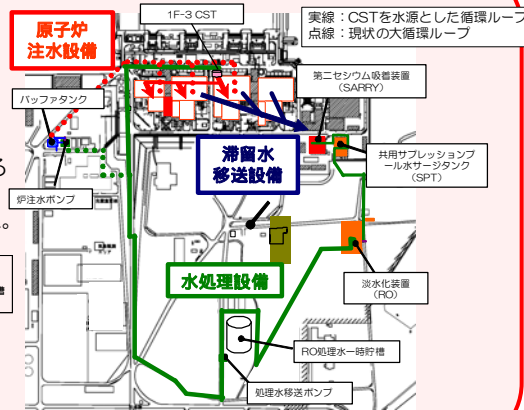 実線：CSTを水源とした循環ループ
点線：現状の大循環ループ
1F-3 CST
原子炉
注水設備
第二セシウム吸着装置
（SARRY）
バッファタンク
滞留水
移送設備
共用サプレッションプ
ール水サージタンク
（SPT）
る
炉注水ポンプ
。
槽
水処理設備
淡水化装置
（RO）
RO処理水一時貯槽
処理水移送ポンプ